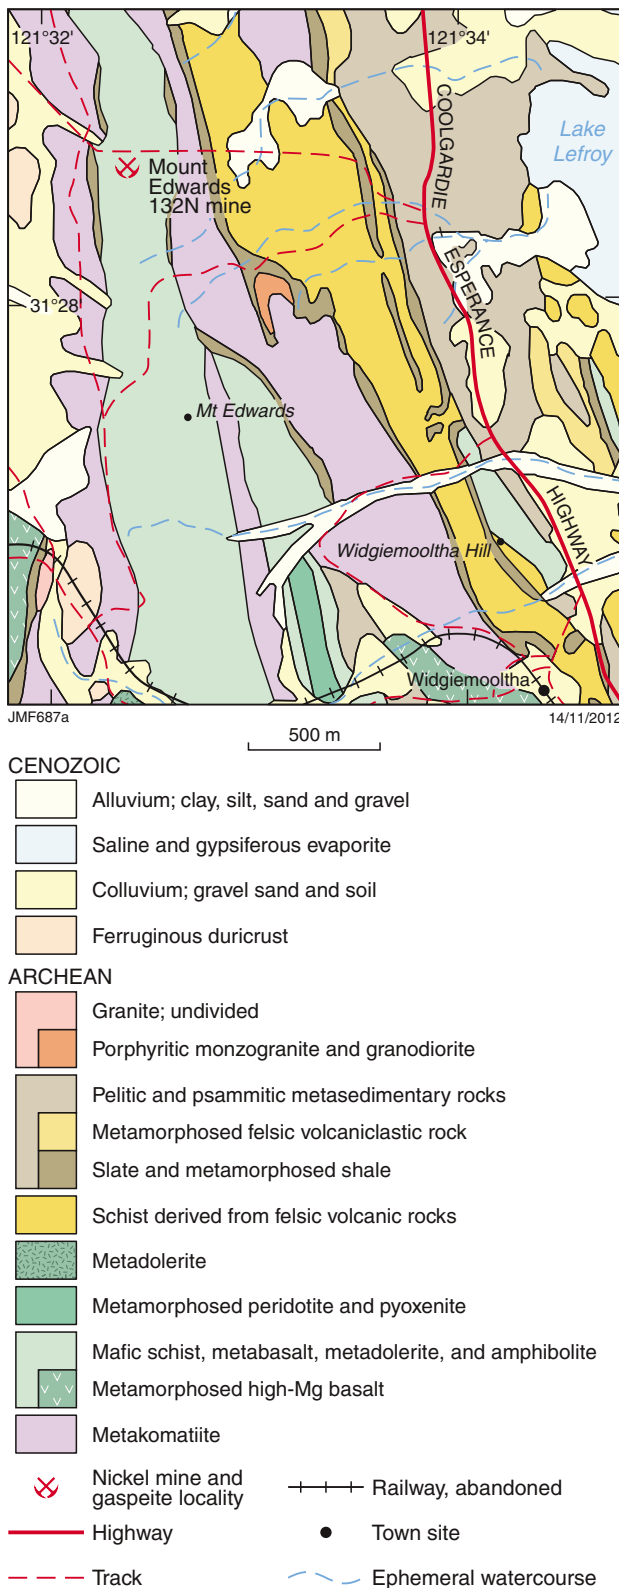 121°32'
121°34'
COOLGARDIE
Lake
Lefroy
Mount
Edwards
132N mine
ESPERANCE
31°28'
Mt Edwards
HIGHWAY
Widgiemooltha Hill
Widgiemooltha
JMF687a
14/11/2012
500 m
CENOZOIC
Alluvium; clay, silt, sand and gravel
Saline and gypsiferous evaporite
Colluvium; gravel sand and soil
Ferruginous duricrust
ARCHEAN
Granite; undivided
Porphyritic monzogranite and granodiorite
Pelitic and psammitic metasedimentary rocks
Metamorphosed felsic volcaniclastic rock
Slate and metamorphosed shale
Schist derived from felsic volcanic rocks
Metadolerite
Metamorphosed peridotite and pyoxenite
Mafic schist, metabasalt, metadolerite, and amphibolite
Metamorphosed high-Mg basalt
Metakomatiite
Nickel mine and
gaspeite locality
Railway, abandoned
Highway
Town site
Track
Ephemeral watercourse